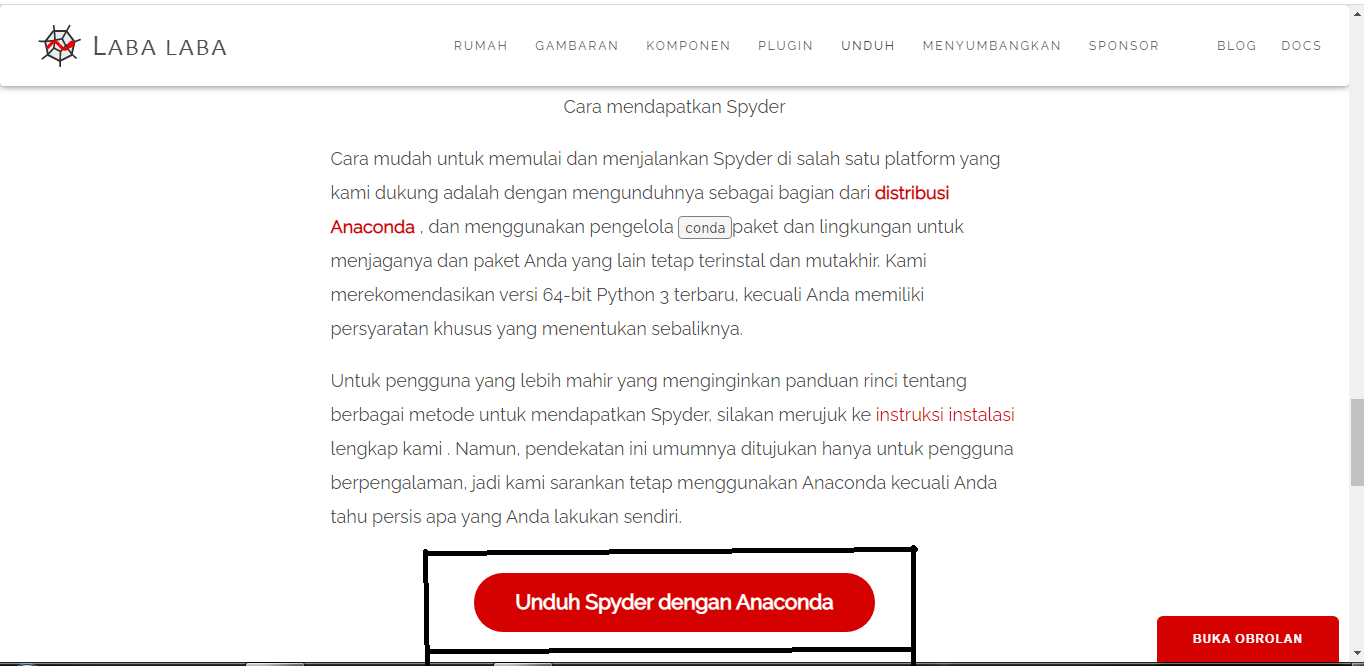 LABA LABA
RUMAH GAMBARAN KOMPONEN PLUGIN UNDUH MENYUMBANGKAN SPONSOR BLOG DOCS
Cara mendapatkan Spyder
Cara mudah untuk memulai dan menjalankan Spyder di salah satu platform yang
kami dukung adalah dengan mengunduhnya sebagai bagian dari distribusi
Anaconda , dan menggunakan pengelola conda paket dan lingkungan untuk
menjaganya dan paket Anda yang lain tetap terinstal dan mutakhir. Kami
merekomendasikan versi 64-bit Python 3 terbaru, kecuali Anda memiliki
persyaratan khusus yang menentukan sebaliknya.
Untuk pengguna yang lebih mahir yang menginginkan panduan rinci tentang
berbagai metode untuk mendapatkan Spyder, silakan merujuk ke instruksi instalasi
lengkap kami . Namun, pendekatan ini umumnya ditujukan hanya untuk pengguna
berpengalaman, jadi kami sarankan tetap menggunakan Anaconda kecuali Anda
tahu persis apa yang Anda lakukan sendiri.
Unduh Spyder dengan Anaconda
BUKA OBROLAN